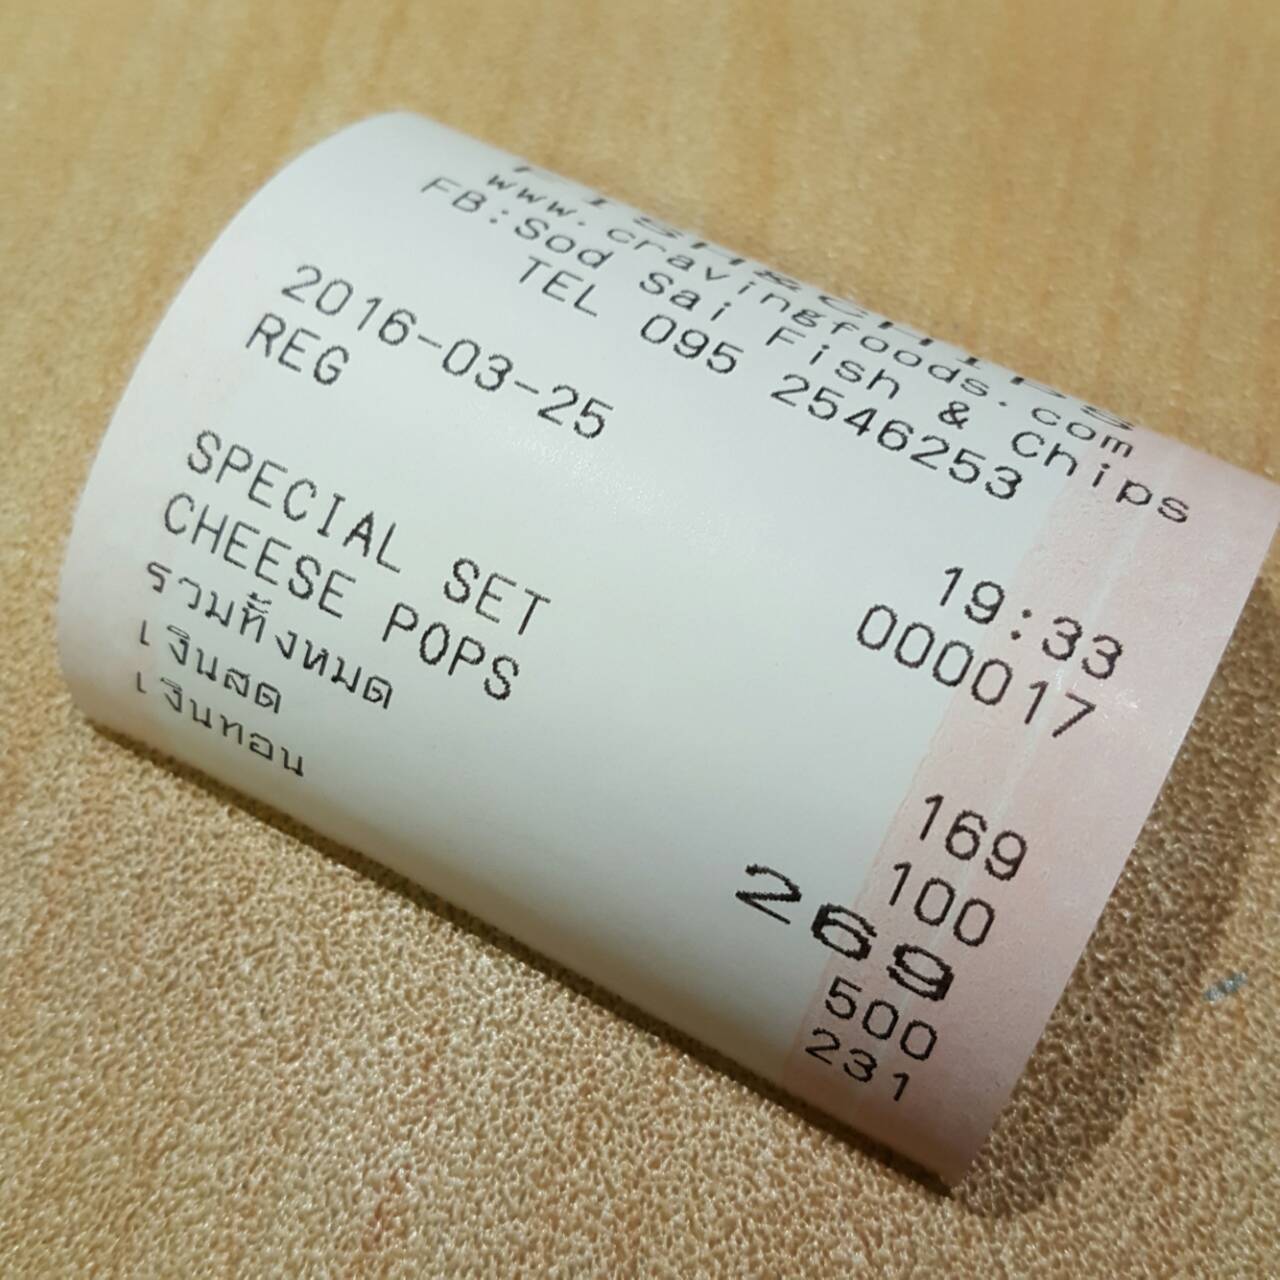 FISH&CHIPS
www.cravingfoods.com
FB:Sod Sai Fish & Chips
TEL 095 2546253
2016-03-25 19:33
REG 000017
SPECIAL SET 169
CHEESE POPS 100
รวมทั้งหมด 269
เงินสด 500
เงินทอน 231